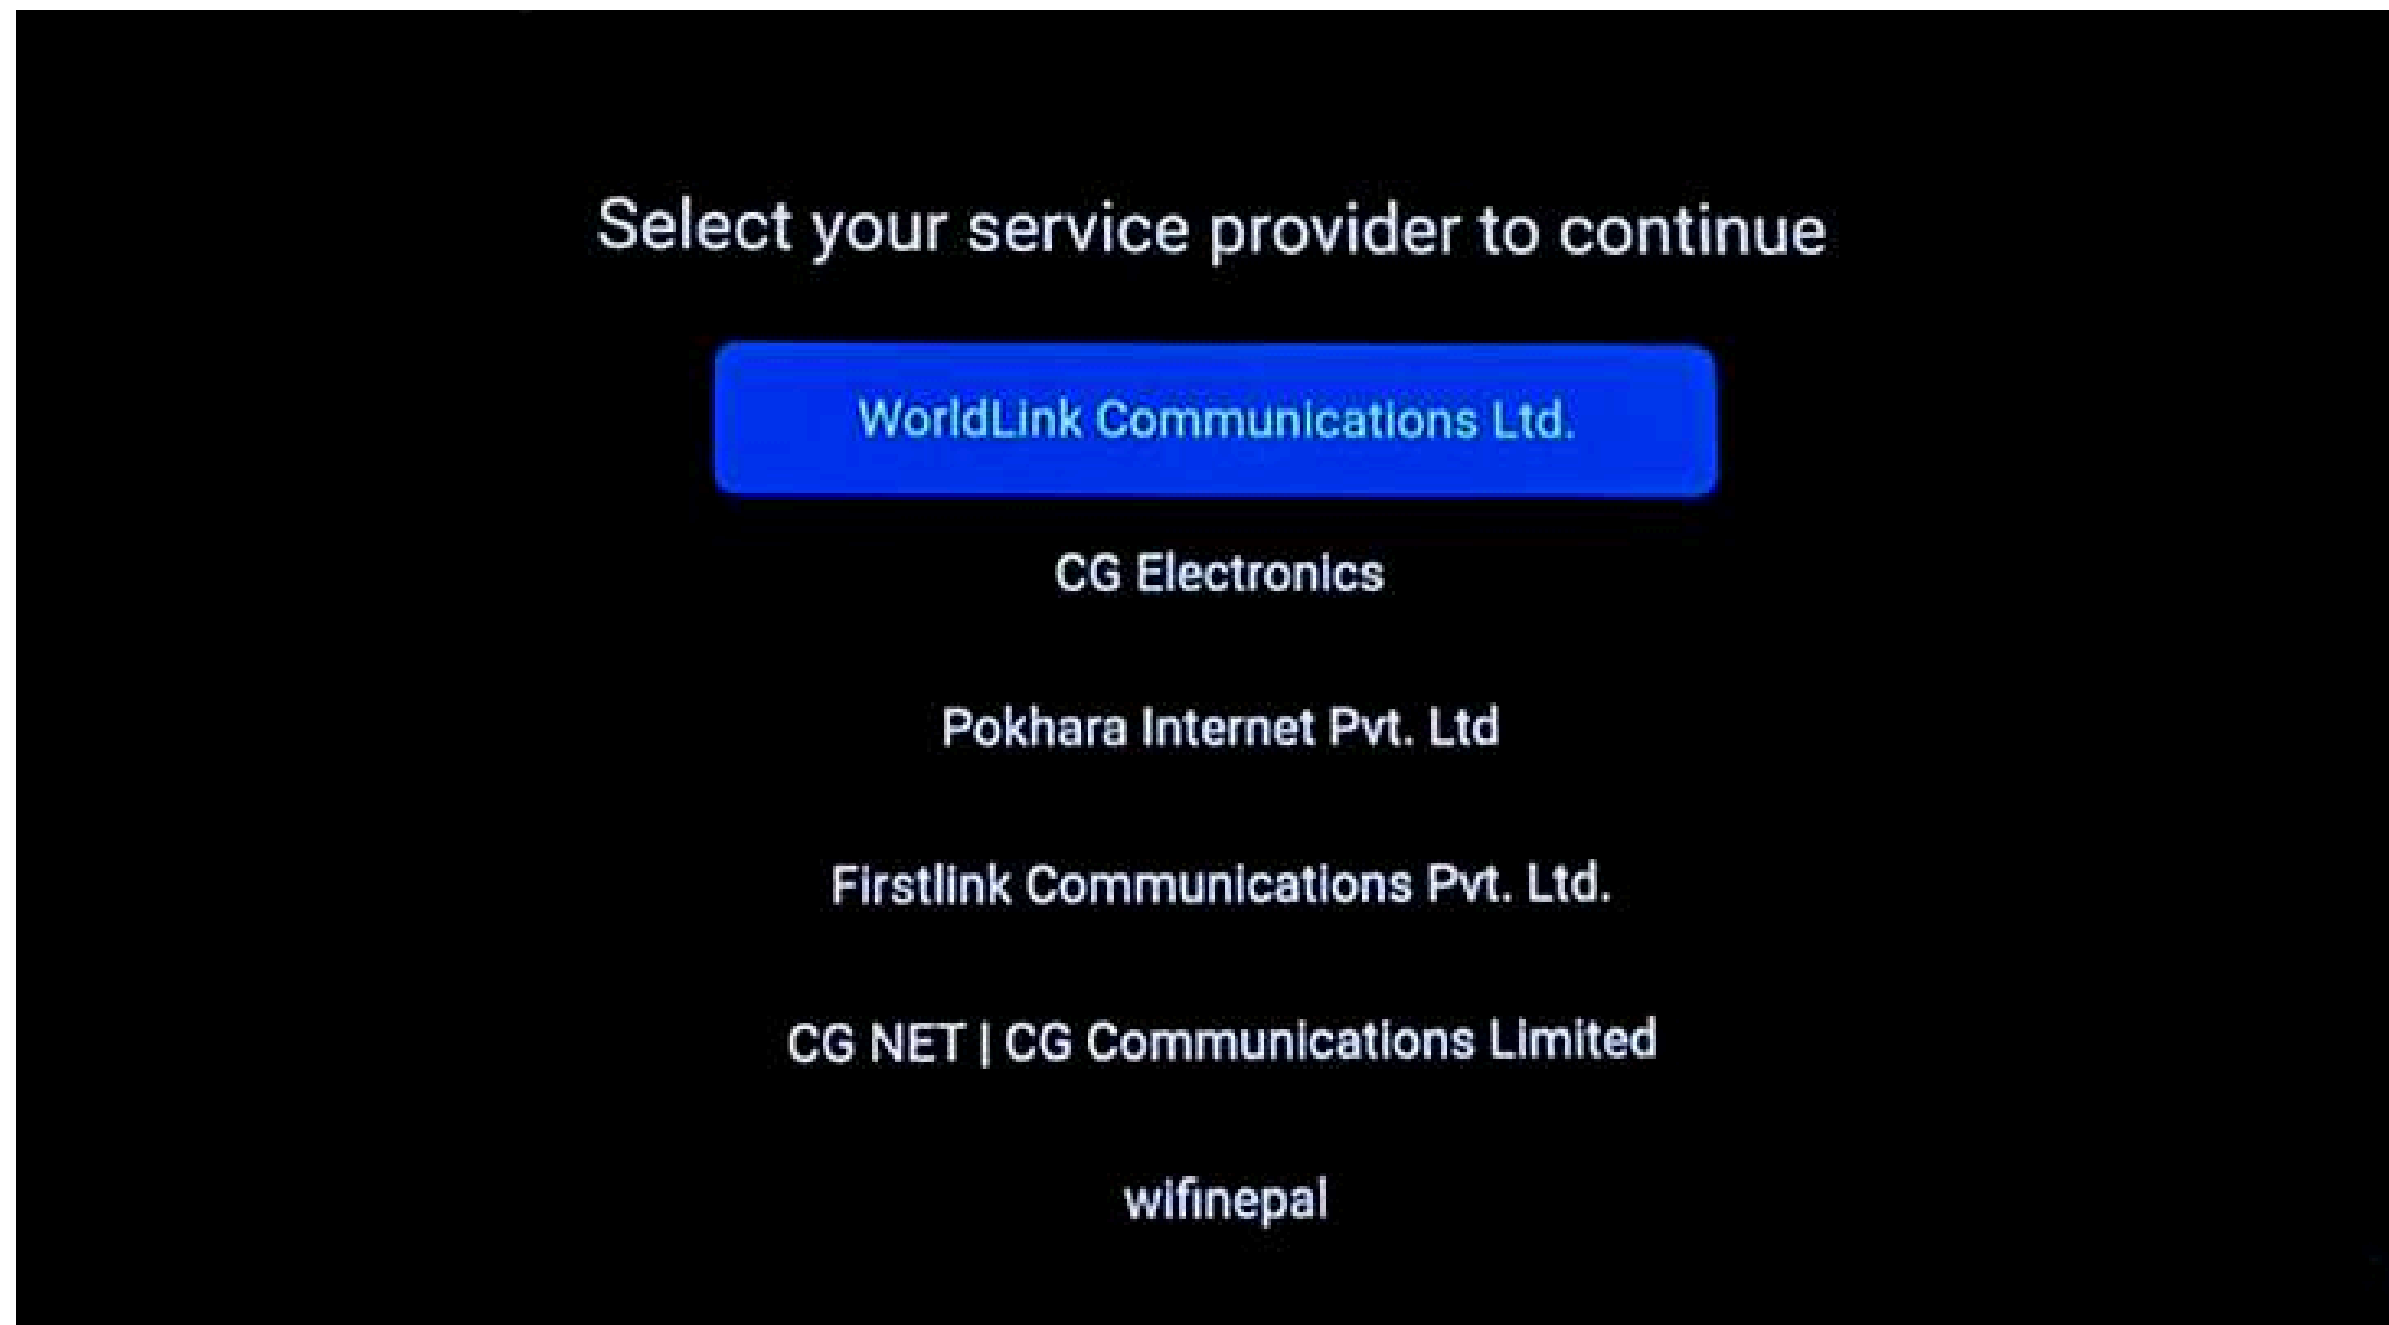 Select your service provider to continue
WorldLink Communications Ltd.
CG Electronics
Pokhara Internet Pvt. Ltd
Firstlink Communications Pvt. Ltd.
CG NET | CG Communications Limited
wifinepal